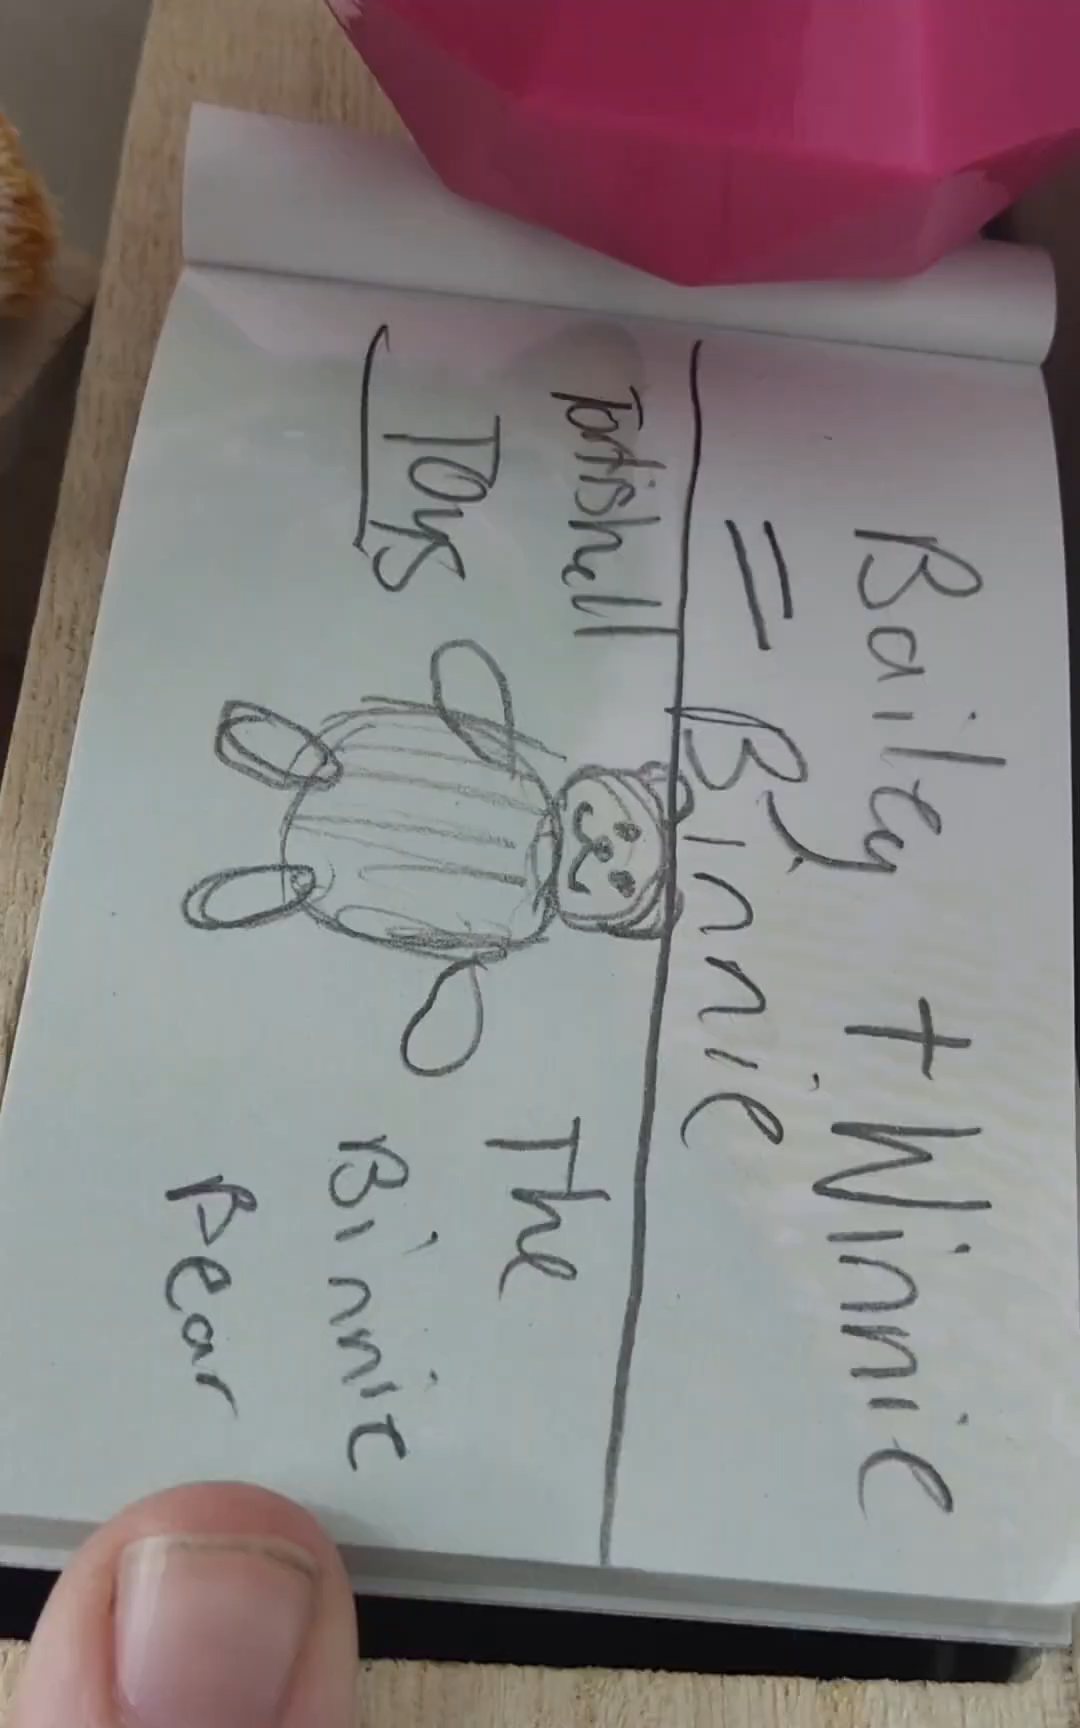 Bailey + Winnie
= Binnie
Tortishell
Toys
The
Binnie
Bear